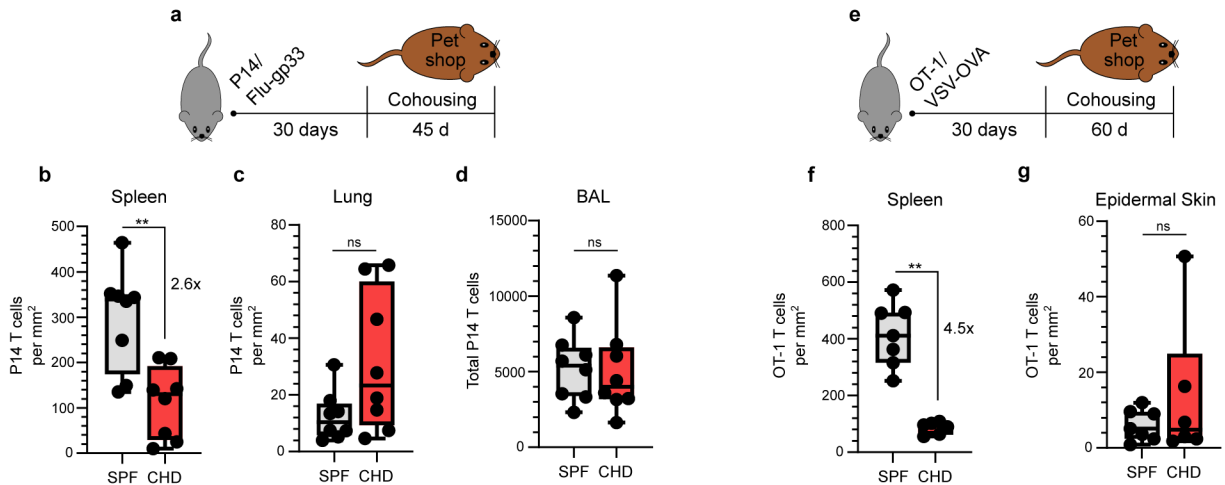 a
P14/
Flu-gp33
Pet
shop
Cohousing
30 days
45 d
e
OT-1/
VSV-OVA
Pet
shop
Cohousing
30 days
60 d
b
Spleen
P14 T cells
per mm²
500
400
300
200
100
0
**
2.6x
SPF
CHD
c
Lung
P14 T cells
per mm²
80
60
40
20
0
ns
SPF
CHD
d
BAL
Total P14 T cells
15000
10000
5000
0
ns
SPF
CHD
f
Spleen
OT-1 T cells
per mm²
800
600
400
200
0
**
4.5x
SPF
CHD
g
Epidermal Skin
OT-1 T cells
per mm²
60
40
20
0
ns
SPF
CHD